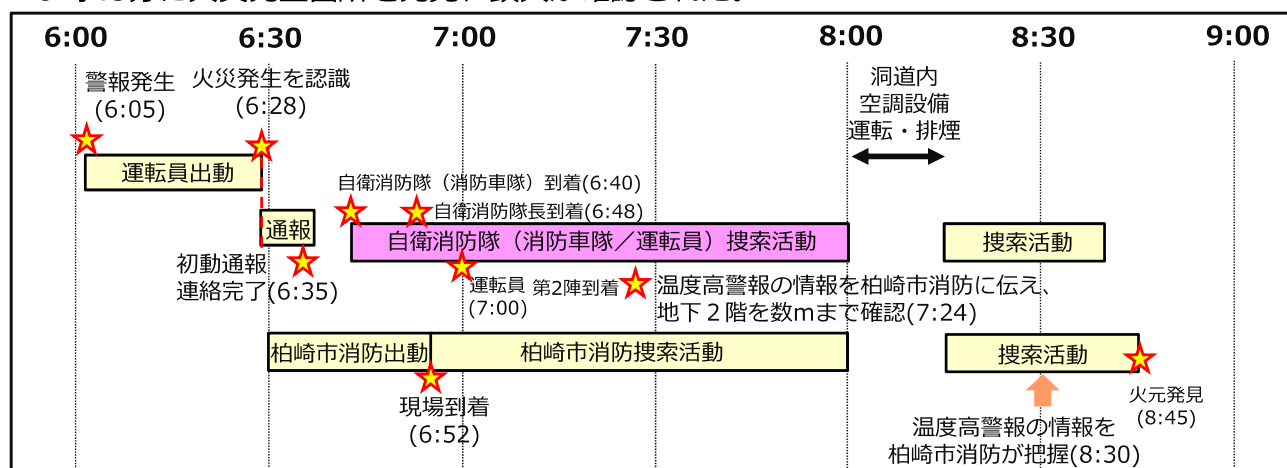 6:00 6:30 7:00 7:30 8:00 8:30 9:00
警報発生
(6:05)
火災発生を認識
(6:28)
洞道内
空調設備
運転・排煙
運転員出動
自衛消防隊（消防車隊）到着(6:40)
自衛消防隊長到着(6:48)
通報
自衛消防隊（消防車隊／運転員）捜索活動
捜索活動
初動通報
連絡完了(6:35)
運転員 第2陣到着
(7:00)
温度高警報の情報を柏崎市消防に伝え、
地下２階を数mまで確認(7:24)
柏崎市消防出動
柏崎市消防捜索活動
捜索活動
現場到着
(6:52)
火元発見
(8:45)
温度高警報の情報を
柏崎市消防が把握(8:30)